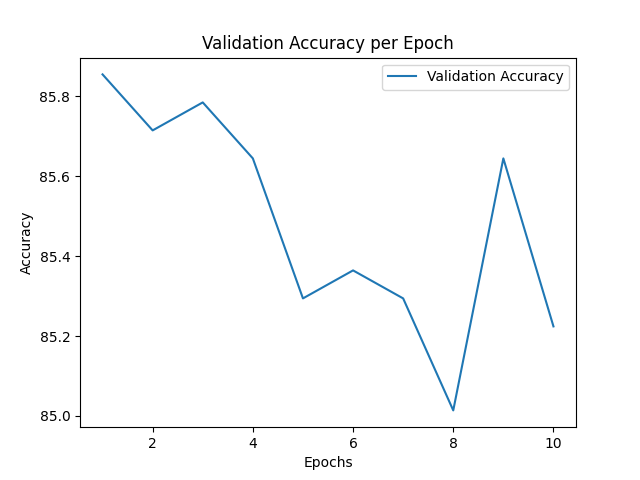 Validation Accuracy per Epoch
Validation Accuracy
85.8
85.6
85.4
85.2
85.0
Accuracy
2 4 6 8 10
Epochs